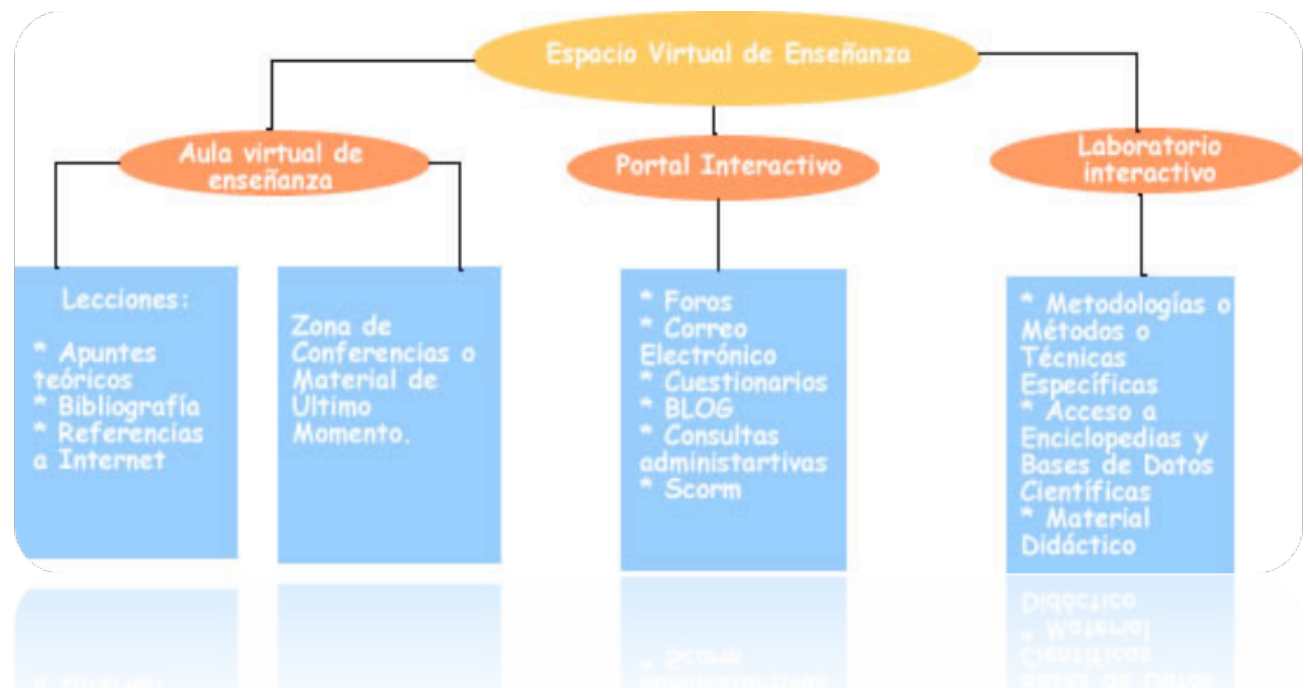 Espacio Virtual de Enseñanza
Aula virtual de
enseñanza
Portal Interactivo
Laboratorio
interactivo
Lecciones:
* Apuntes
teóricos
* Bibliografía
* Referencias
a Internet
Zona de
Conferencias o
Material de
Último
Momento.
* Foros
* Correo
Electrónico
* Cuestionarios
* BLOG
* Consultas
administartivas
* Scorm
* Metodologías o
Métodos o
Técnicas
Específicas
* Acceso a
Enciclopedias y
Bases de Datos
Científicas
* Material
Didáctico